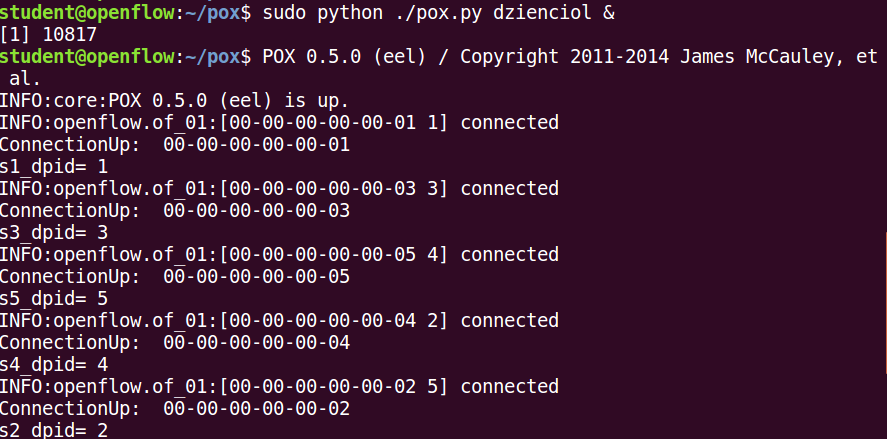 student@openflow:~/pox$ sudo python ./pox.py dzienciol &
[1] 10817
student@openflow:~/pox$ POX 0.5.0 (eel) / Copyright 2011-2014 James McCauley, et
 al.
INFO:core:POX 0.5.0 (eel) is up.
INFO:openflow.of_01:[00-00-00-00-00-01 1] connected
ConnectionUp:  00-00-00-00-00-01
s1_dpid= 1
INFO:openflow.of_01:[00-00-00-00-00-03 3] connected
ConnectionUp:  00-00-00-00-00-03
s3_dpid= 3
INFO:openflow.of_01:[00-00-00-00-00-05 4] connected
ConnectionUp:  00-00-00-00-00-05
s5_dpid= 5
INFO:openflow.of_01:[00-00-00-00-00-04 2] connected
ConnectionUp:  00-00-00-00-00-04
s4_dpid= 4
INFO:openflow.of_01:[00-00-00-00-00-02 5] connected
ConnectionUp:  00-00-00-00-00-02
s2_dpid= 2